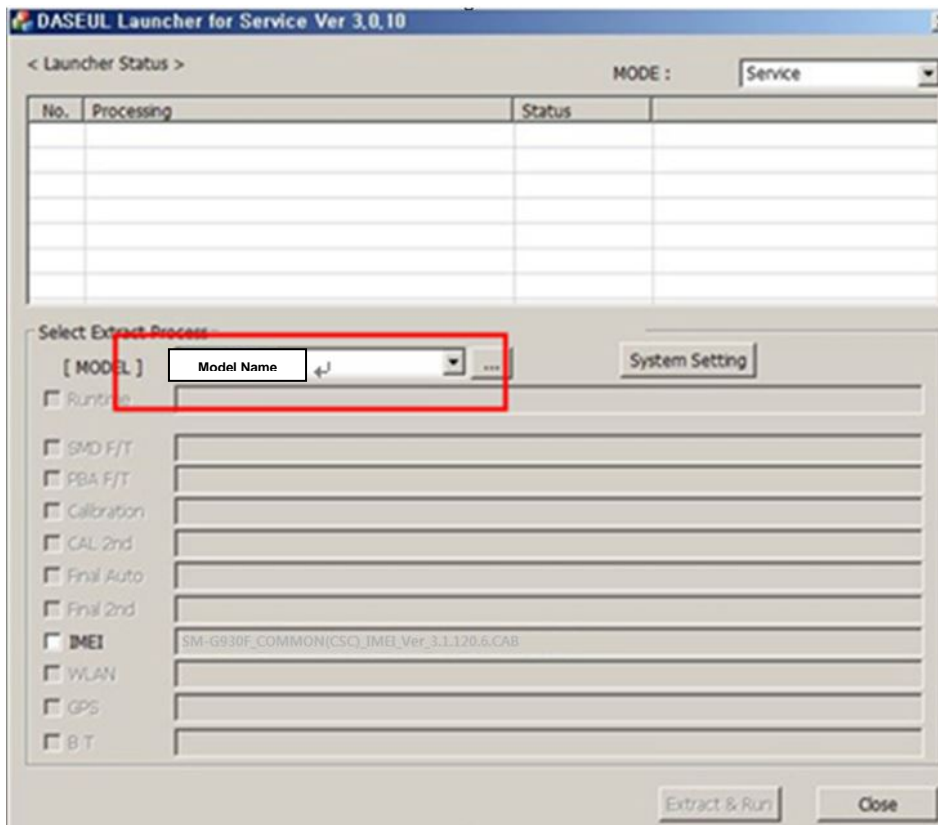 DASEUL Launcher for Service Ver 3,0,10
< Launcher Status >
MODE : Service
No. Processing Status
Select Extract Process
[ MODEL ] Model Name ... System Setting
Runtime
SMD F/T
PBA F/T
Calibration
CAL 2nd
Final Auto
Final 2nd
IMEI SM-G930F_COMMON(CSC)_IMEI_Ver_3.1.120.6.CAB
WLAN
GPS
B T
Extract & Run Close